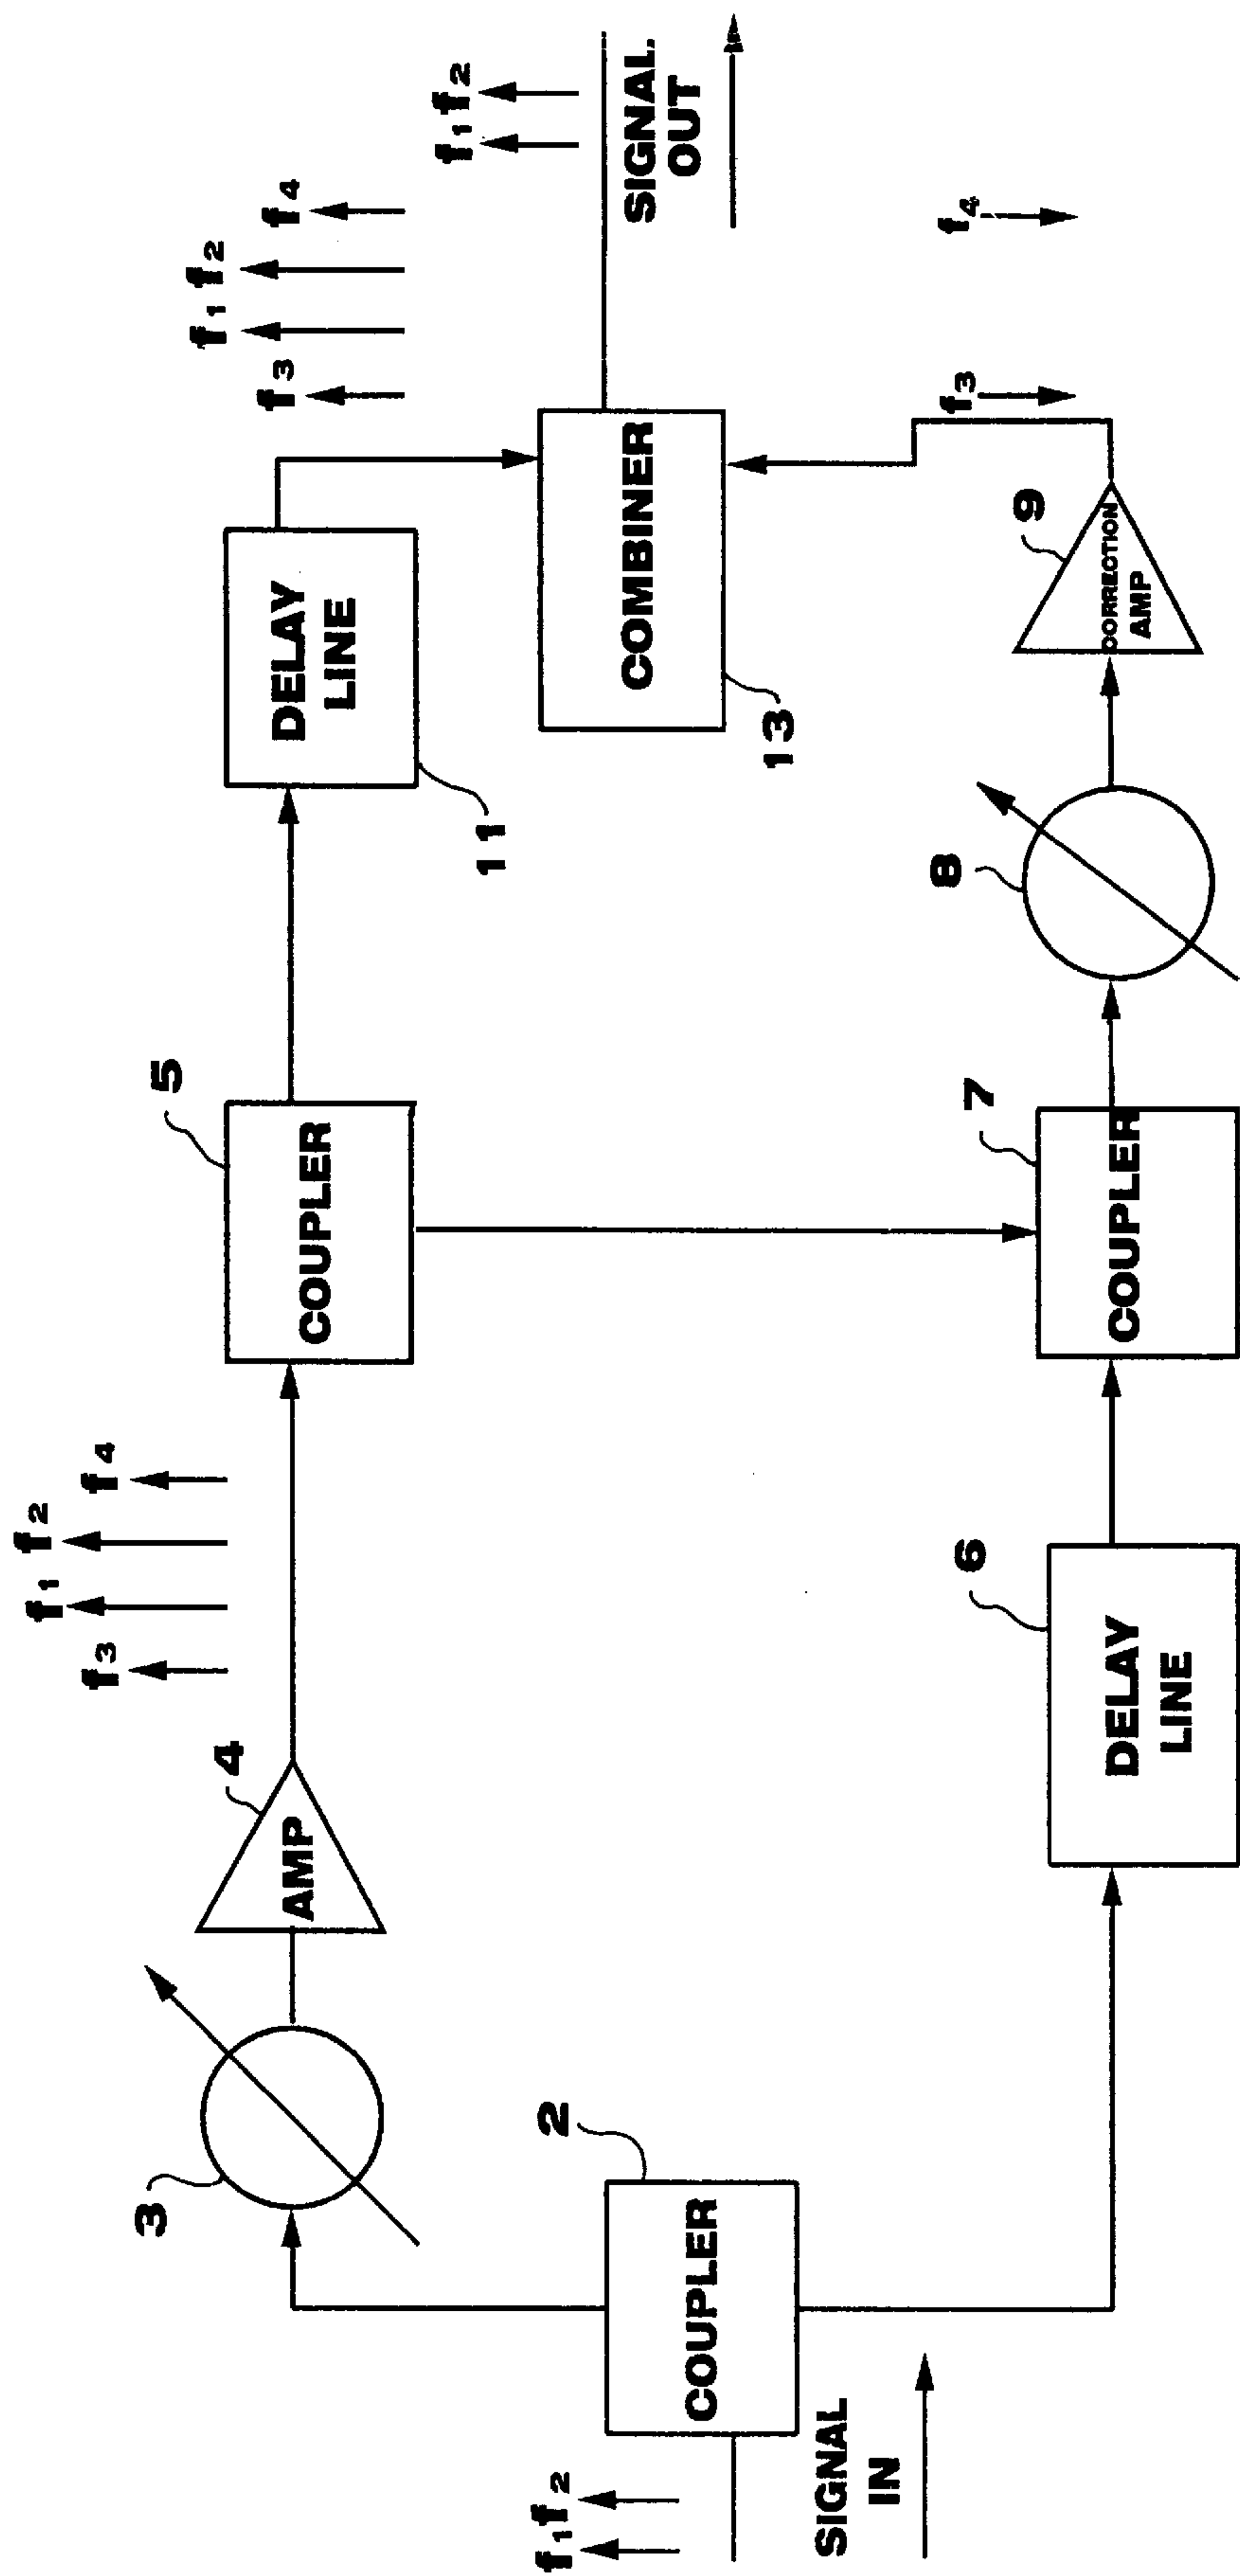 f1 f2
SIGNAL
IN
COUPLER
2
3
AMP
4
f3 f1 f2 f4
COUPLER
5
DELAY
LINE
6
COUPLER
7
8
CORRECTION
AMP
9
DELAY
LINE
11
COMBINER
13
f3 f1 f2 f4
f3 f4
f1 f2
SIGNAL.
OUT